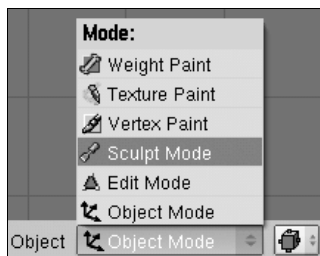 Mode:
Weight Paint
Texture Paint
Vertex Paint
Sculpt Mode
Edit Mode
Object Mode
Object Object Mode